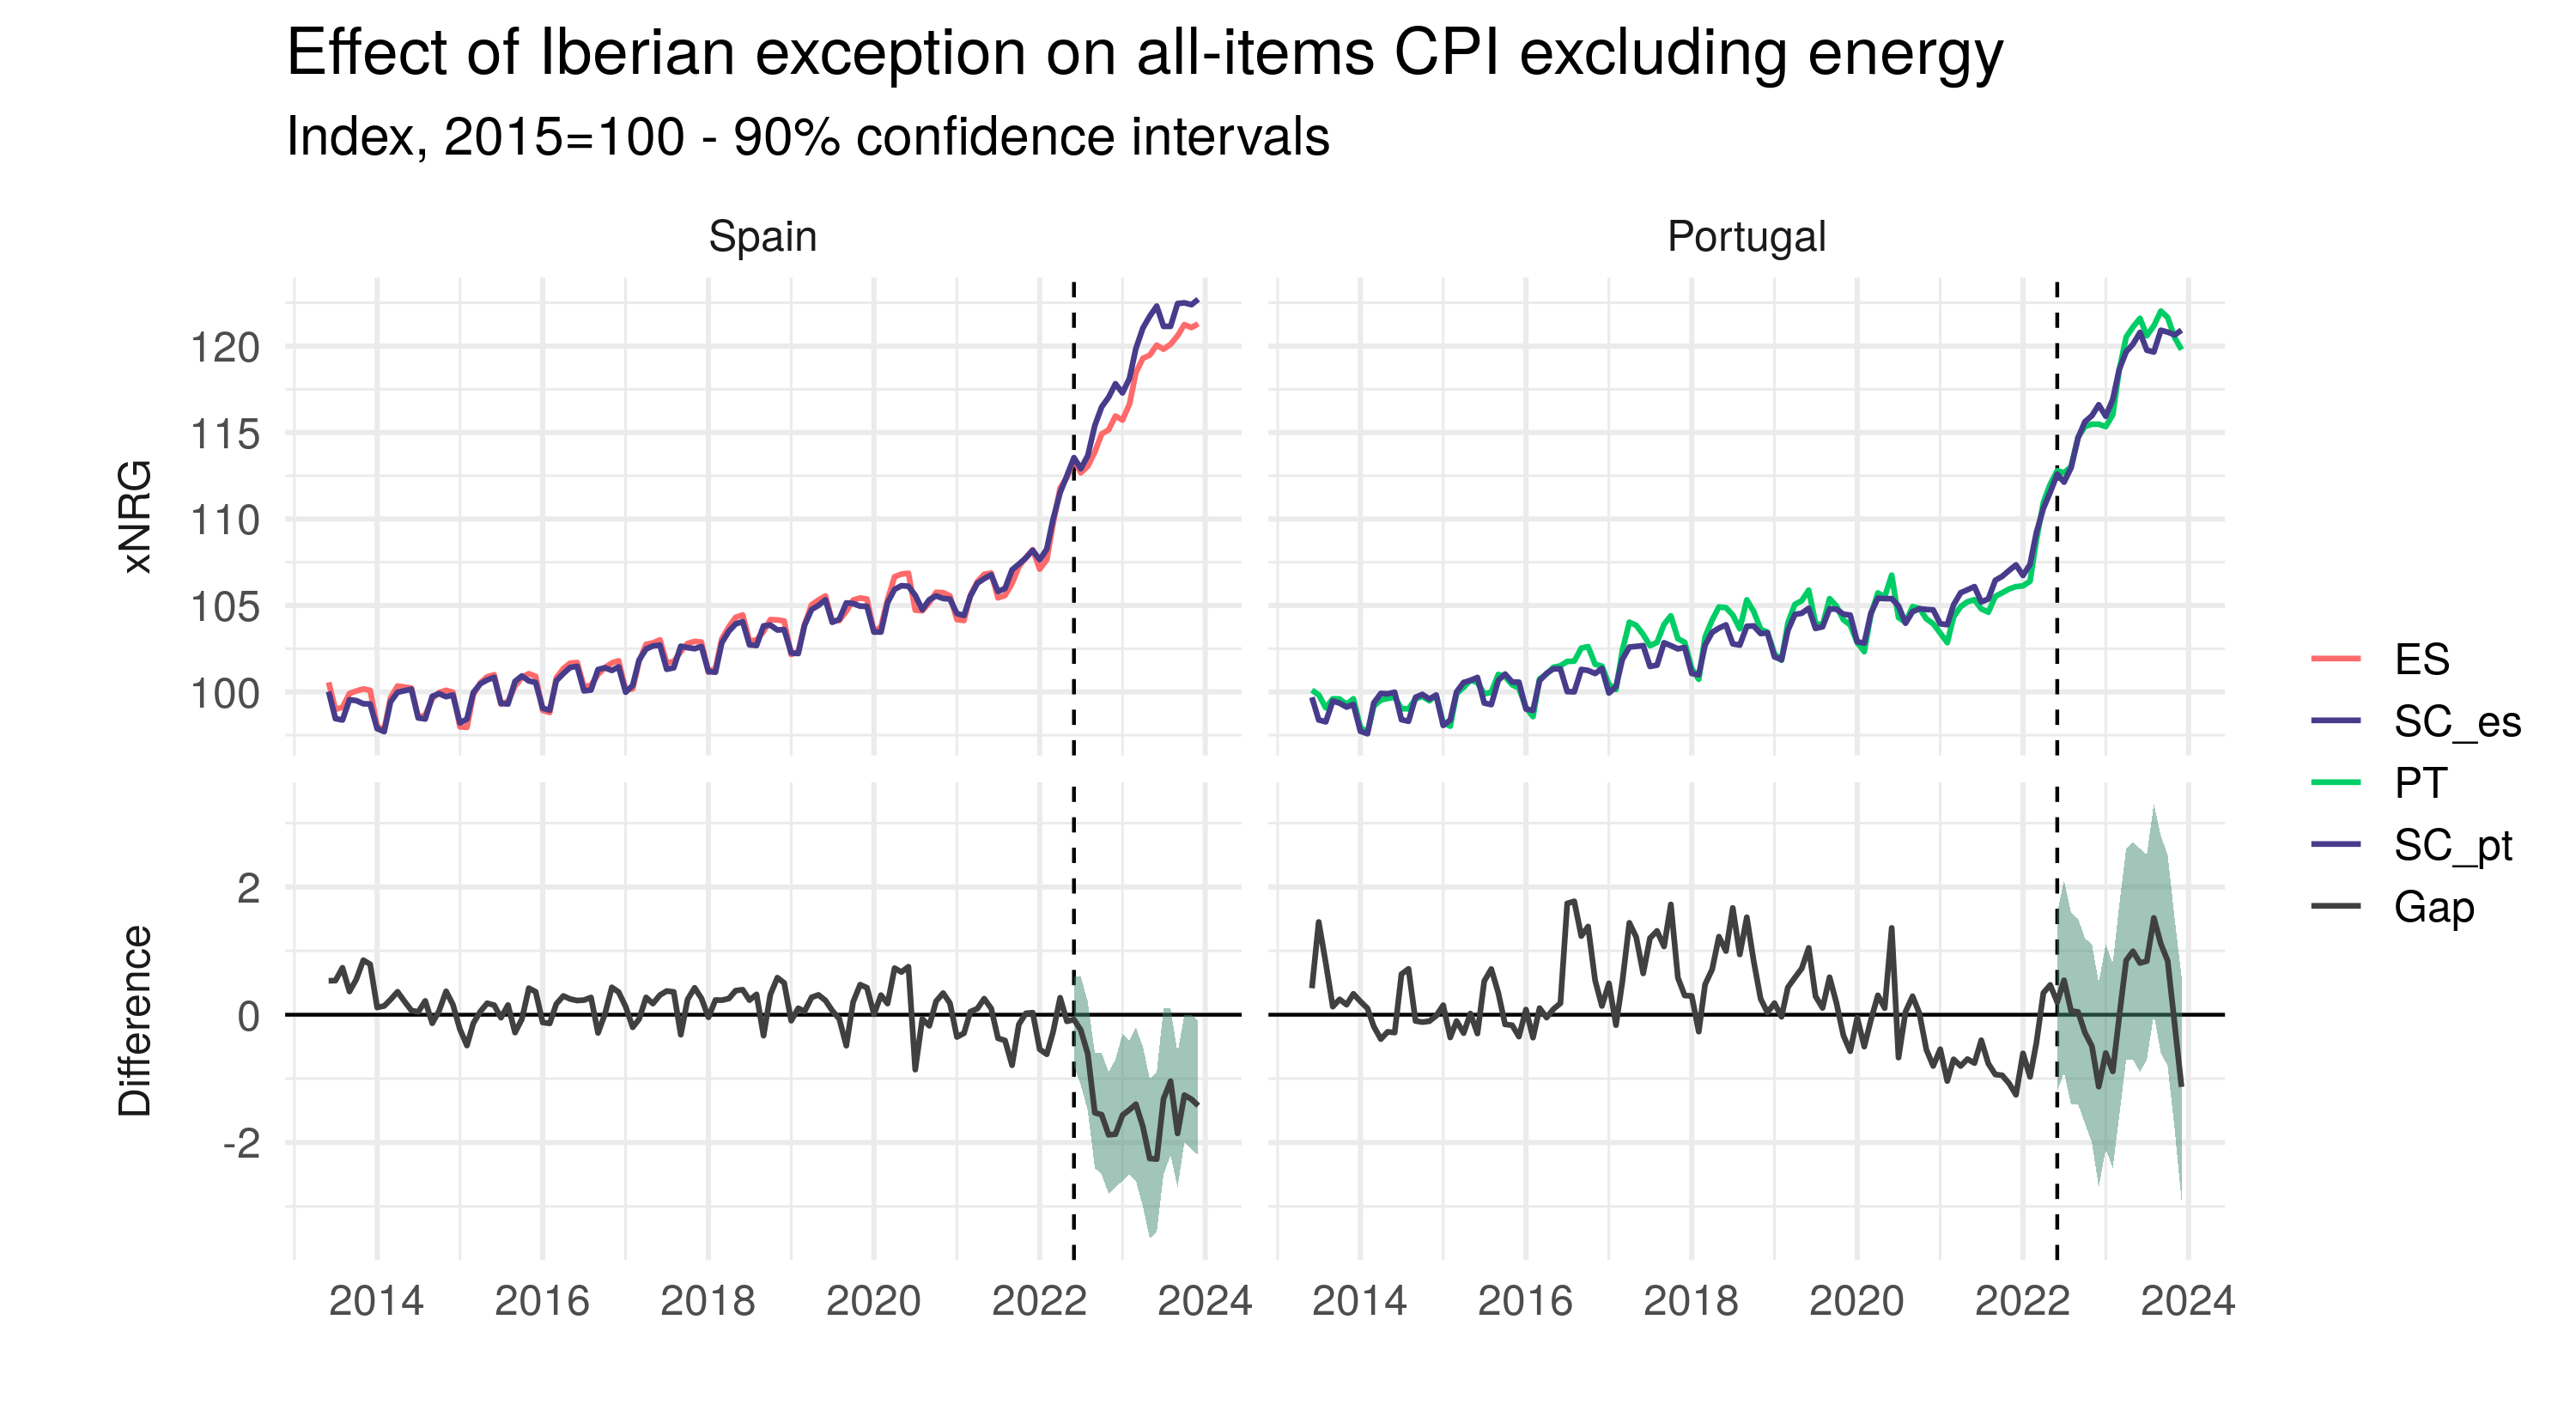 Effect of Iberian exception on all-items CPI excluding energy
Index, 2015=100 - 90% confidence intervals
Spain
Portugal
xNRG
120
115
110
105
100
Difference
2
0
-2
2014 2016 2018 2020 2022 2024
2014 2016 2018 2020 2022 2024
ES
SC_es
PT
SC_pt
Gap